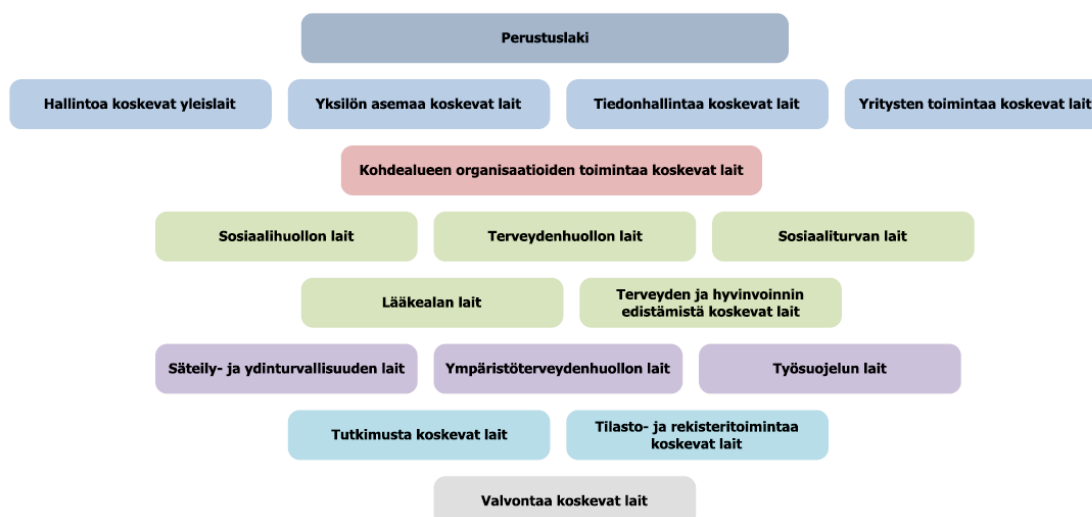 Perustuslaki
Hallintoa koskevat yleislait
Yksilön asemaa koskevat lait
Tiedonhallintaa koskevat lait
Yritysten toimintaa koskevat lait
Kohdealueen organisaatioiden toimintaa koskevat lait
Sosiaalihuollon lait
Terveydenhuollon lait
Sosiaaliturvan lait
Lääkealan lait
Terveyden ja hyvinvoinnin
edistämistä koskevat lait
Säteily- ja ydinturvallisuuden lait
Ympäristöterveydenhuollon lait
Työsuojelun lait
Tutkimusta koskevat lait
Tilasto- ja rekisteritoimintaa
koskevat lait
Valvontaa koskevat lait